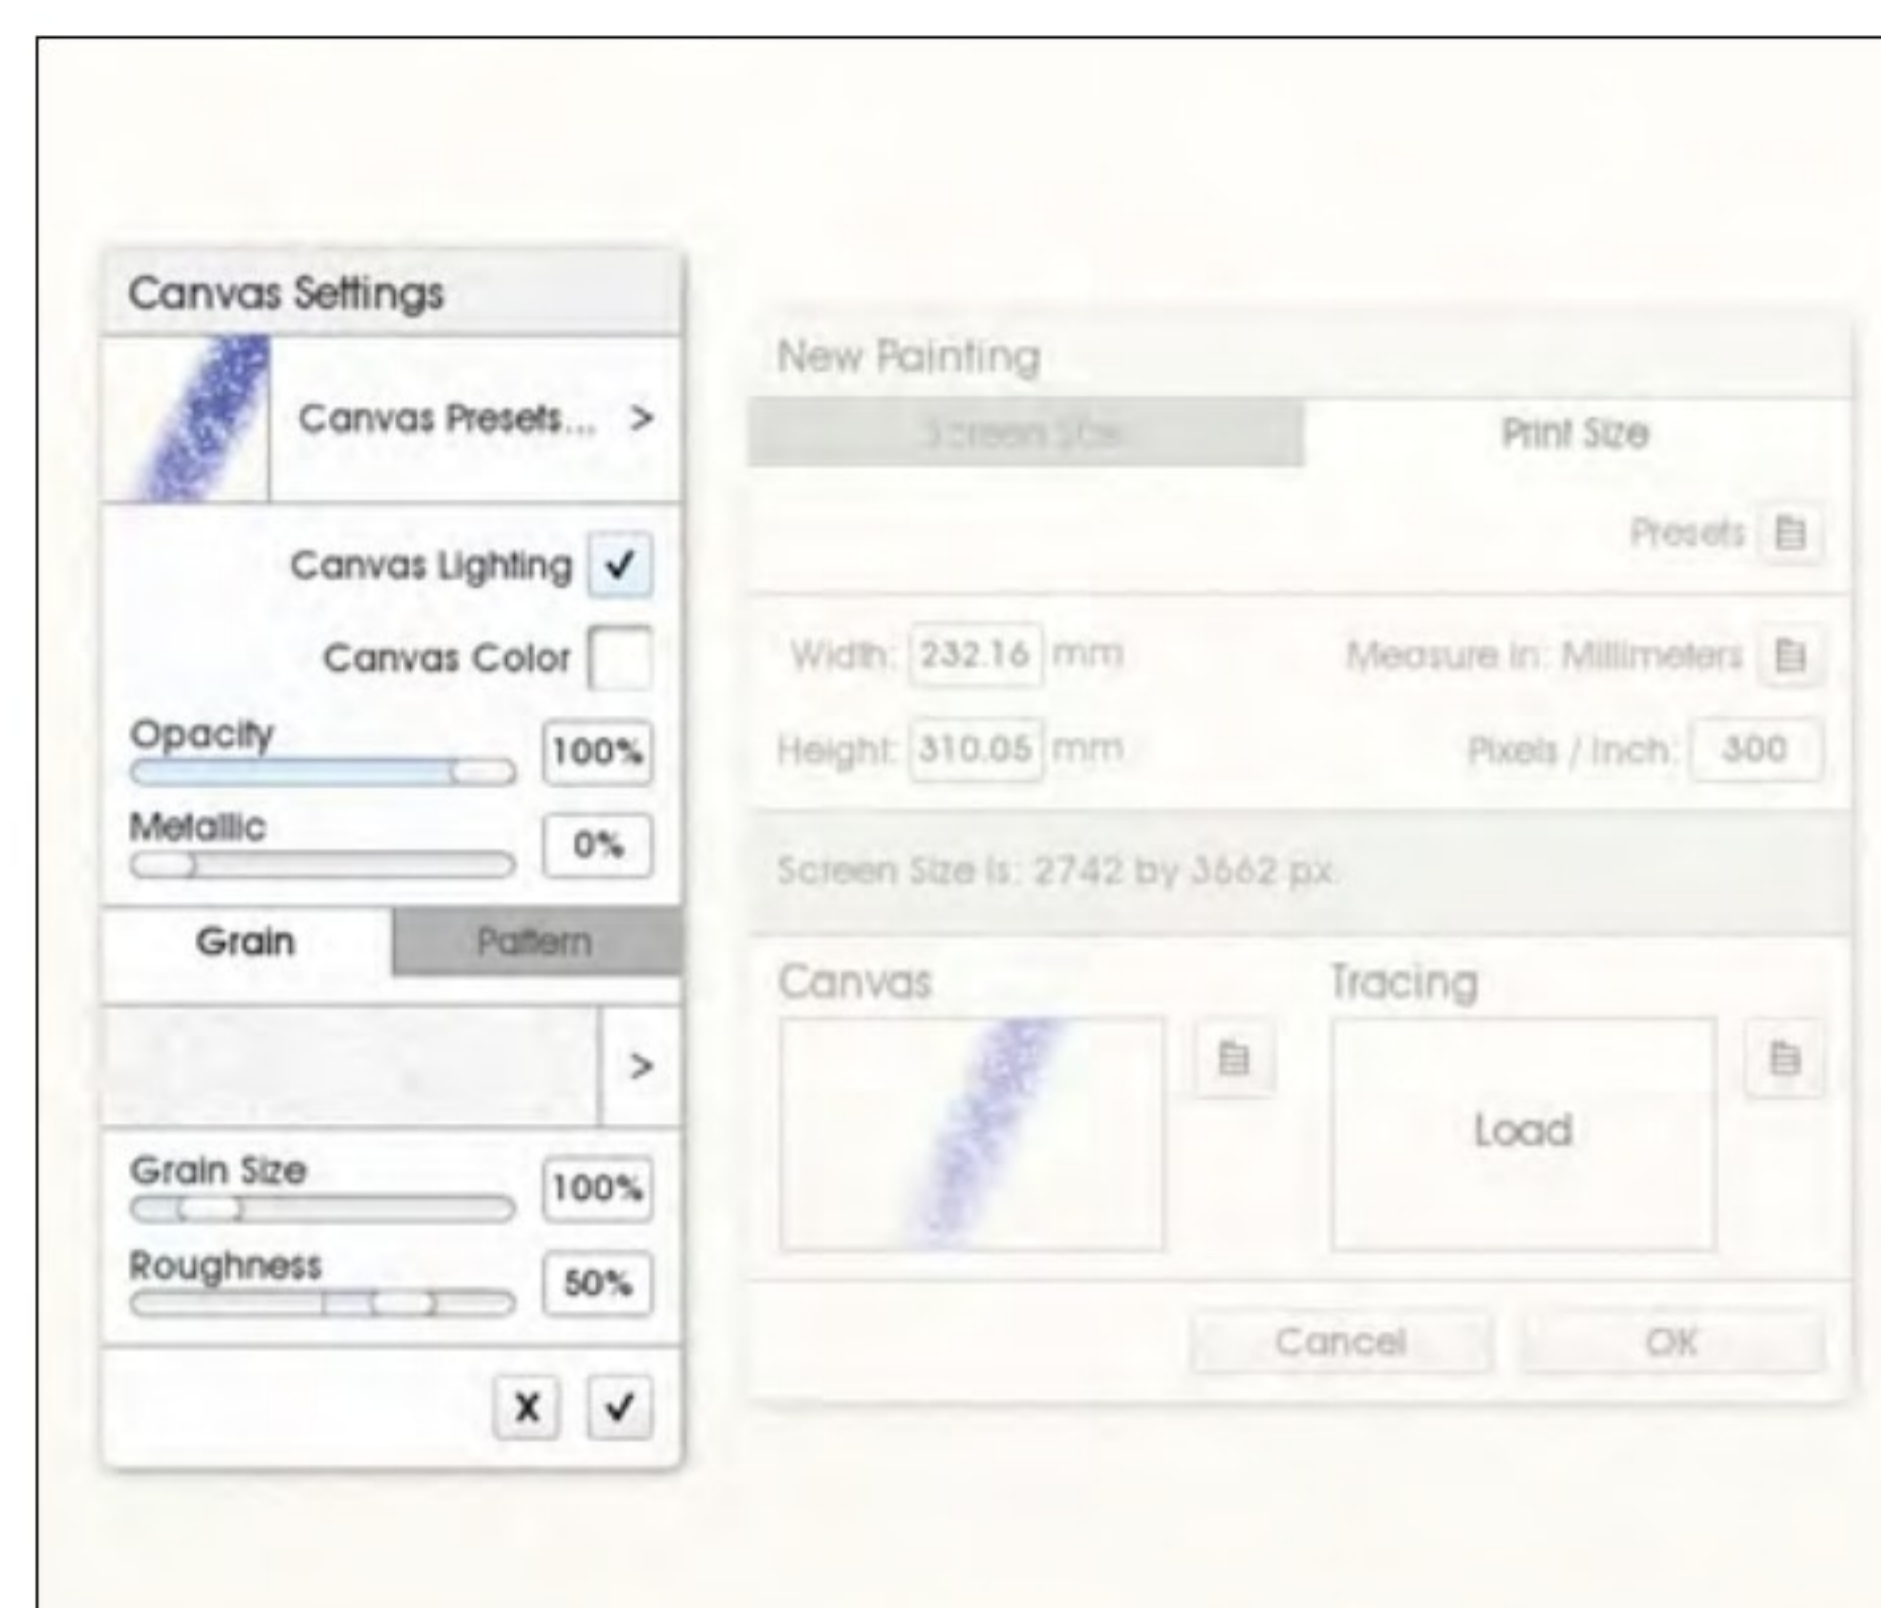 Canvas Settings
Canvas Presets... >
Canvas Lighting ✓
Canvas Color
Opacity
100%
Metallic
0%
Grain
Pattern
>
Grain Size
100%
Roughness
50%
X ✓
New Painting
Screen Size
Print Size
Presets
Width: 232.16 mm
Measure in: Millimeters
Height: 310.05 mm
Pixels / Inch: 300
Screen Size is: 2742 by 3662 px.
Canvas
Tracing
Load
Cancel
OK